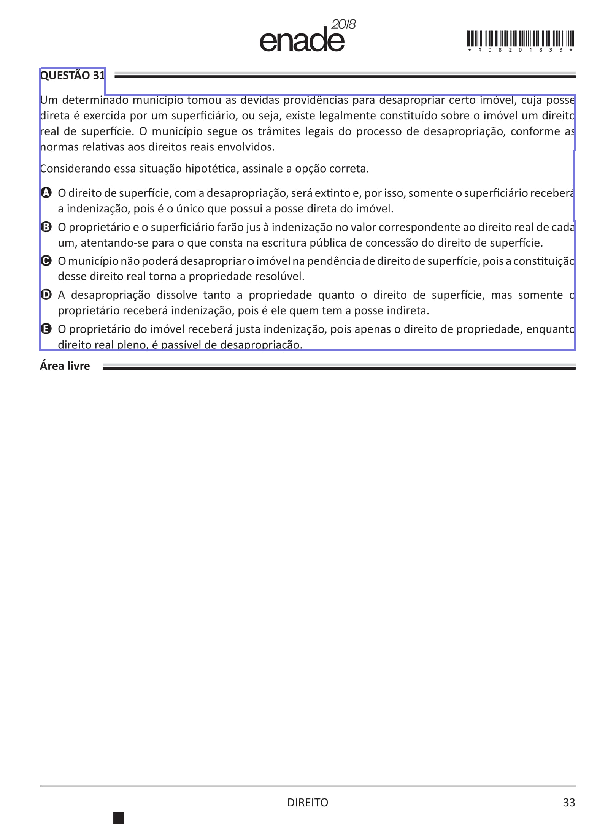 enade 2018
QUESTÃO 31
Um determinado município tomou as devidas providências para desapropriar certo imóvel, cuja posse
direta é exercida por um superficiário, ou seja, existe legalmente constituído sobre o imóvel um direito
real de superfície. O município segue os trâmites legais do processo de desapropriação, conforme as
normas relativas aos direitos reais envolvidos.
Considerando essa situação hipotética, assinale a opção correta.
A O direito de superfície, com a desapropriação, será extinto e, por isso, somente o superficiário receberá
a indenização, pois é o único que possui a posse direta do imóvel.
B O proprietário e o superficiário farão jus à indenização no valor correspondente ao direito real de cada
um, atentando-se para o que consta na escritura pública de concessão do direito de superfície.
C O município não poderá desapropriar o imóvel na pendência de direito de superfície, pois a constituição
desse direito real torna a propriedade resolúvel.
D A desapropriação dissolve tanto a propriedade quanto o direito de superfície, mas somente o
proprietário receberá indenização, pois é ele quem tem a posse indireta.
E O proprietário do imóvel receberá justa indenização, pois apenas o direito de propriedade, enquanto
direito real pleno, é passível de desapropriação.
Área livre
DIREITO
33